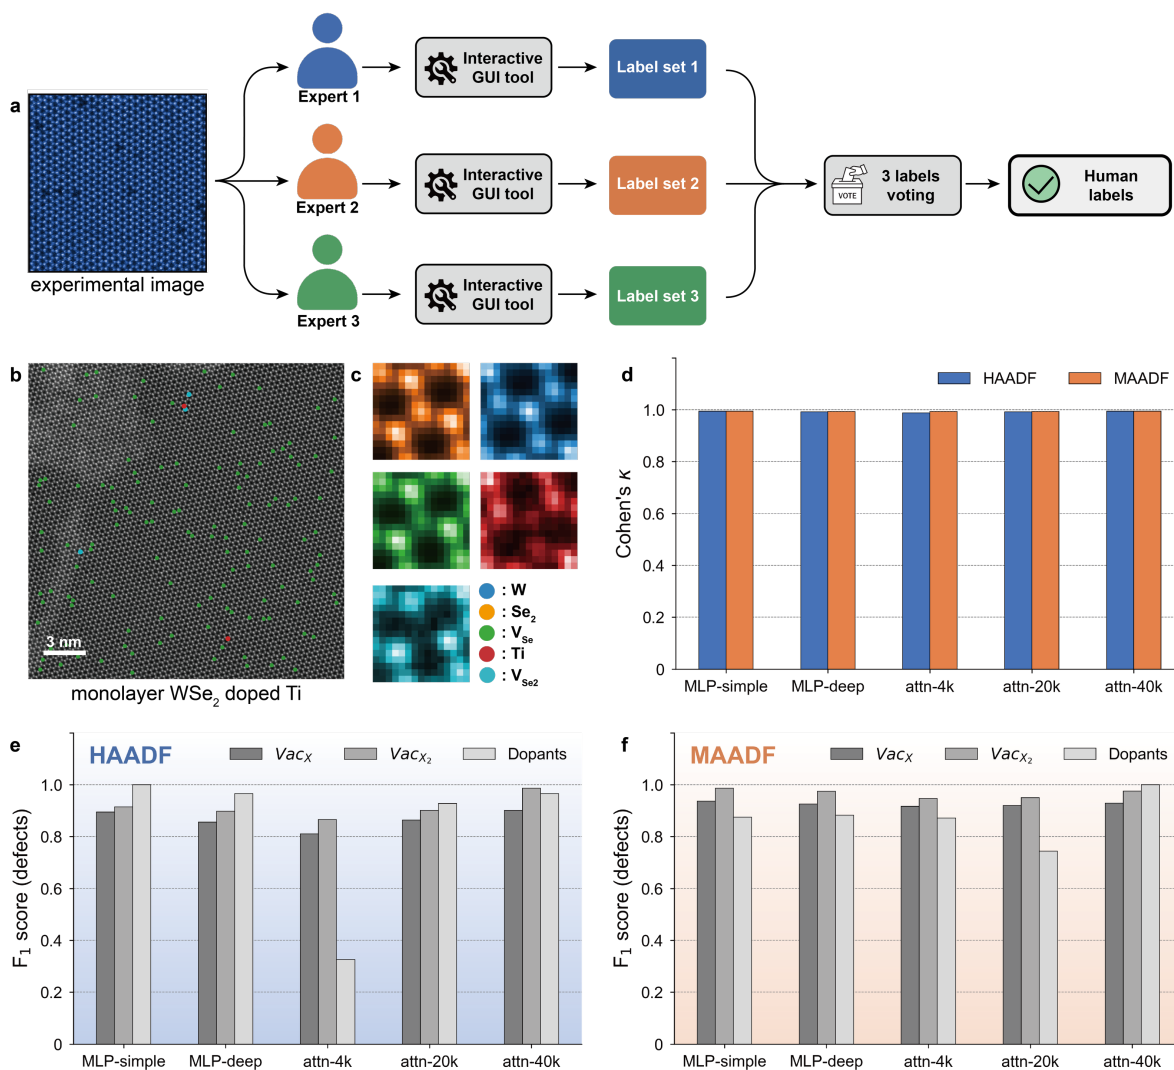 a
experimental image
Expert 1
Expert 2
Expert 3
Interactive
GUI tool
Interactive
GUI tool
Interactive
GUI tool
Label set 1
Label set 2
Label set 3
VOTE
3 labels
voting
Human
labels
b
3 nm
monolayer WSe₂ doped Ti
c
: W
: Se₂
: V_Se
: Ti
: V_Se2
d
HAADF
MAADF
Cohen's κ
1.0
0.8
0.6
0.4
0.2
0
MLP-simple
MLP-deep
attn-4k
attn-20k
attn-40k
e
HAADF
Vac_X
Vac_X₂
Dopants
F₁ score (defects)
1.0
0.8
0.6
0.4
0.2
0
MLP-simple
MLP-deep
attn-4k
attn-20k
attn-40k
f
MAADF
Vac_X
Vac_X₂
Dopants
F₁ score (defects)
1.0
0.8
0.6
0.4
0.2
0
MLP-simple
MLP-deep
attn-4k
attn-20k
attn-40k